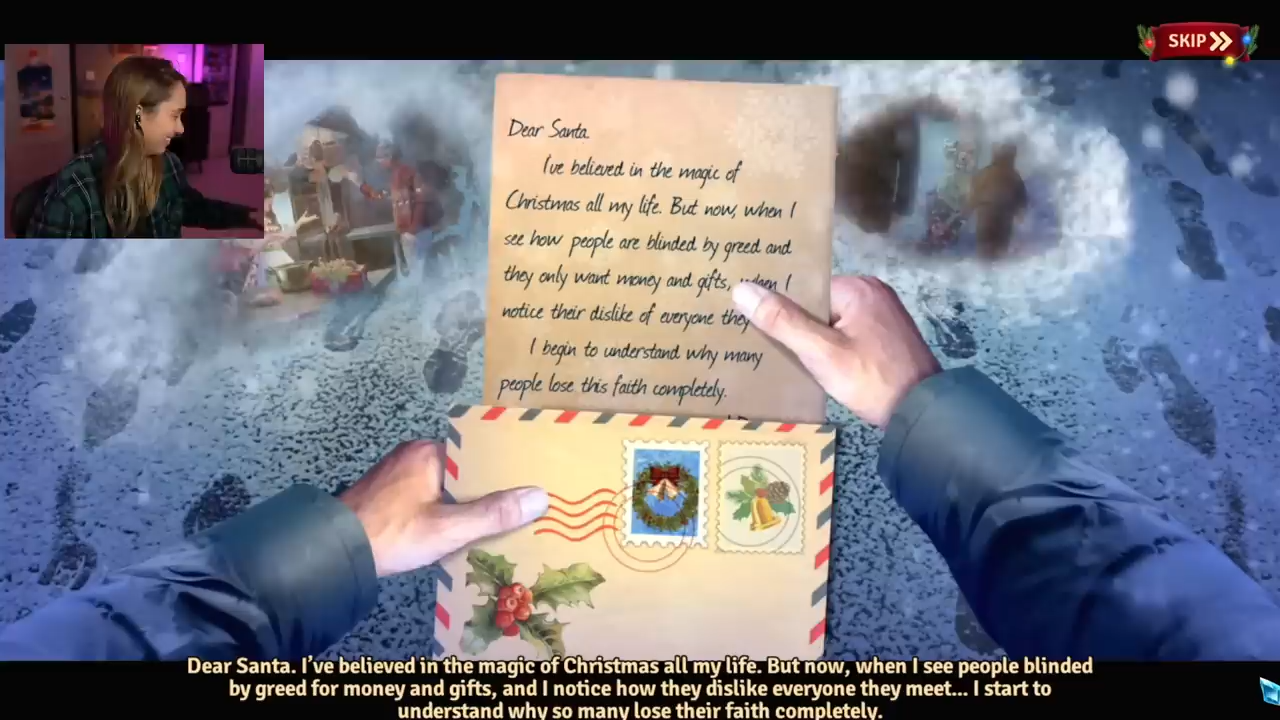 SKIP
Dear Santa.
I've believed in the magic of
Christmas all my life. But now, when I
see how people are blinded by greed and
they only want money and gifts, when I
notice their dislike of everyone they
I begin to understand why many
people lose this faith completely.
Dear Santa. I've believed in the magic of Christmas all my life. But now, when I see people blinded
by greed for money and gifts, and I notice how they dislike everyone they meet... I start to
understand why so many lose their faith completely.